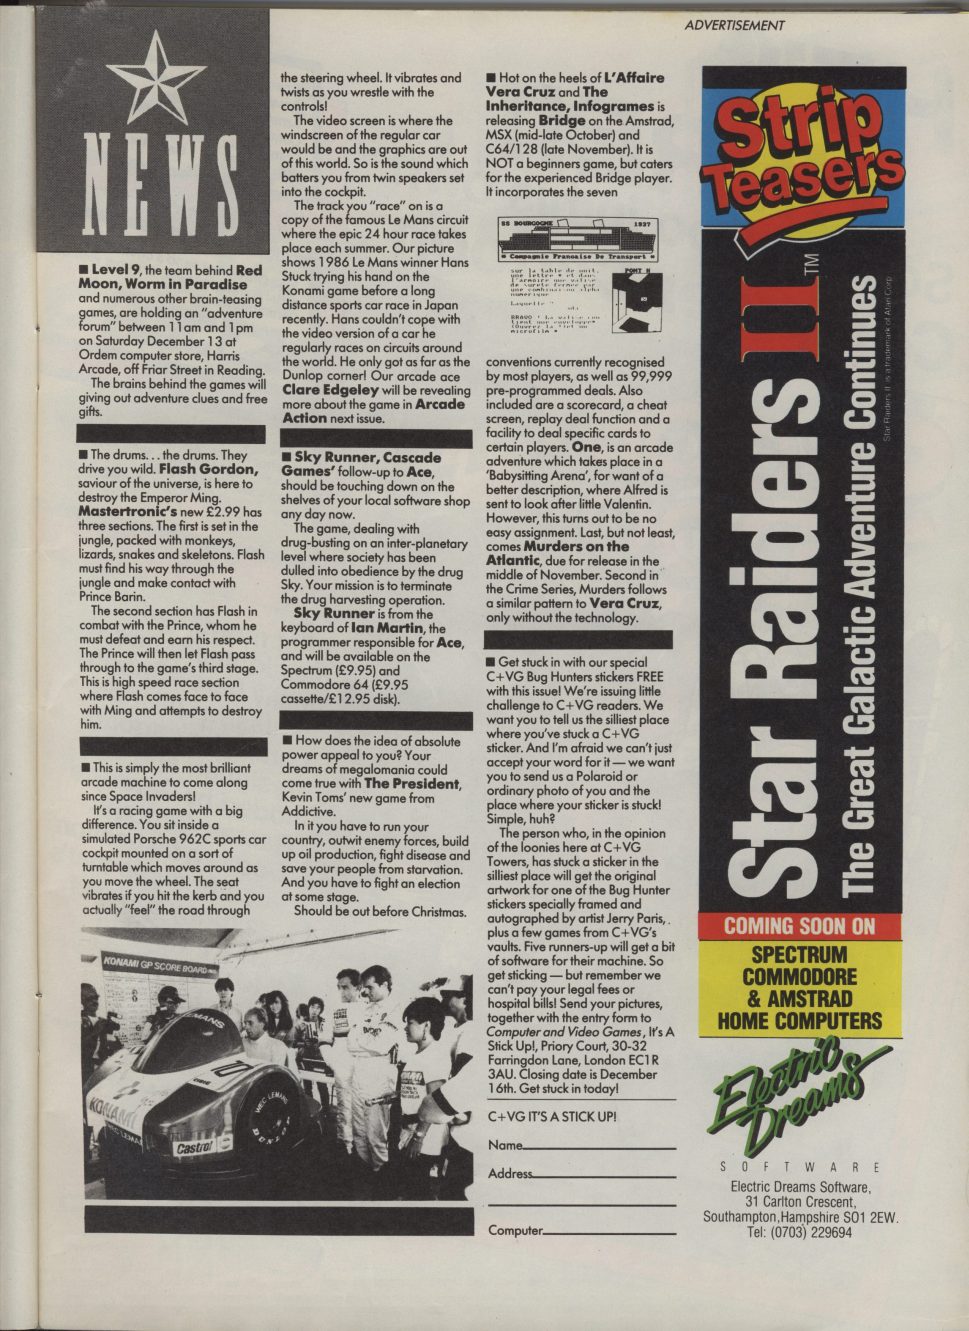 ADVERTISEMENT
NEWS
■ Level 9, the team behind Red
Moon, Worm in Paradise
and numerous other brain-teasing
games, are holding an "adventure
forum" between 11am and 1pm
on Saturday December 13 at
Ordem computer store, Harris
Arcade, off Friar Street in Reading.
The brains behind the games will
giving out adventure clues and free
gifts.
■ The drums. . . the drums. They
drive you wild. Flash Gordon,
saviour of the universe, is here to
destroy the Emperor Ming.
Mastertronic's new £2.99 has
three sections. The first is set in the
jungle, packed with monkeys,
lizards, snakes and skeletons. Flash
must find his way through the
jungle and make contact with
Prince Barin.
The second section has Flash in
combat with the Prince, whom he
must defeat and earn his respect.
The Prince will then let Flash pass
through to the game's third stage.
This is high speed race section
where Flash comes face to face
with Ming and attempts to destroy
him.
■ This is simply the most brilliant
arcade machine to come along
since Space Invaders!
It's a racing game with a big
difference. You sit inside a
simulated Porsche 962C sports car
cockpit mounted on a sort of
turntable which moves around as
you move the wheel. The seat
vibrates if you hit the kerb and you
actually "feel" the road through
the steering wheel. It vibrates and
twists as you wrestle with the
controls!
The video screen is where the
windscreen of the regular car
would be and the graphics are out
of this world. So is the sound which
batters you from twin speakers set
into the cockpit.
The track you "race" on is a
copy of the famous Le Mans circuit
where the epic 24 hour race takes
place each summer. Our picture
shows 1986 Le Mans winner Hans
Stuck trying his hand on the
Konami game before a long
distance sports car race in Japan
recently. Hans couldn't cope with
the video version of a car he
regularly races on circuits around
the world. He only got as far as the
Dunlop corner! Our arcade ace
Clare Edgeley will be revealing
more about the game in Arcade
Action next issue.
■ Sky Runner, Cascade
Games' follow-up to Ace,
should be touching down on the
shelves of your local software shop
any day now.
The game, dealing with
drug-busting on an inter-planetary
level where society has been
dulled into obedience by the drug
Sky. Your mission is to terminate
the drug harvesting operation.
Sky Runner is from the
keyboard of Ian Martin, the
programmer responsible for Ace,
and will be available on the
Spectrum (£9.95) and
Commodore 64 (£9.95
cassette/£12.95 disk).
■ How does the idea of absolute
power appeal to you? Your
dreams of megalomania could
come true with The President,
Kevin Toms' new game from
Addictive.
In it you have to run your
country, outwit enemy forces, build
up oil production, fight disease and
save your people from starvation.
And you have to fight an election
at some stage.
Should be out before Christmas.
KONAMI GP SCORE BOARD
MANS
KONAMI
Castrol
DUNLOP
■ Hot on the heels of L'Affaire
Vera Cruz and The
Inheritance, Infogrames is
releasing Bridge on the Amstrad,
MSX (mid-late October) and
C64/128 (late November). It is
NOT a beginners game, but caters
for the experienced Bridge player.
It incorporates the seven
SS BOURGOGNE 1937
* Compagnie Francaise De Transport *
conventions currently recognised
by most players, as well as 99,999
pre-programmed deals. Also
included are a scorecard, a cheat
screen, replay deal function and a
facility to deal specific cards to
certain players. One, is an arcade
adventure which takes place in a
'Babysitting Arena', for want of a
better description, where Alfred is
sent to look after little Valentin.
However, this turns out to be no
easy assignment. Last, but not least,
comes Murders on the
Atlantic, due for release in the
middle of November. Second in
the Crime Series, Murders follows
a similar pattern to Vera Cruz,
only without the technology.
■ Get stuck in with our special
C+VG Bug Hunters stickers FREE
with this issue! We're issuing little
challenge to C+VG readers. We
want you to tell us the silliest place
where you've stuck a C+VG
sticker. And I'm afraid we can't just
accept your word for it — we want
you to send us a Polaroid or
ordinary photo of you and the
place where your sticker is stuck!
Simple, huh?
The person who, in the opinion
of the loonies here at C+VG
Towers, has stuck a sticker in the
silliest place will get the original
artwork for one of the Bug Hunter
stickers specially framed and
autographed by artist Jerry Paris,
plus a few games from C+VG's
vaults. Five runners-up will get a bit
of software for their machine. So
get sticking — but remember we
can't pay your legal fees or
hospital bills! Send your pictures,
together with the entry form to
Computer and Video Games, It's A
Stick Up!, Priory Court, 30-32
Farringdon Lane, London EC1R
3AU. Closing date is December
16th. Get stuck in today!
C+VG IT'S A STICK UP!
Name
Address
Computer
Strip
Teasers
Star Raiders II TM
The Great Galactic Adventure Continues
Star Raiders II is a trademark of Atari Corp.
COMING SOON ON
SPECTRUM
COMMODORE
& AMSTRAD
HOME COMPUTERS
Electric
Dreams
SOFTWARE
Electric Dreams Software,
31 Carlton Crescent,
Southampton, Hampshire SO1 2EW.
Tel: (0703) 229694